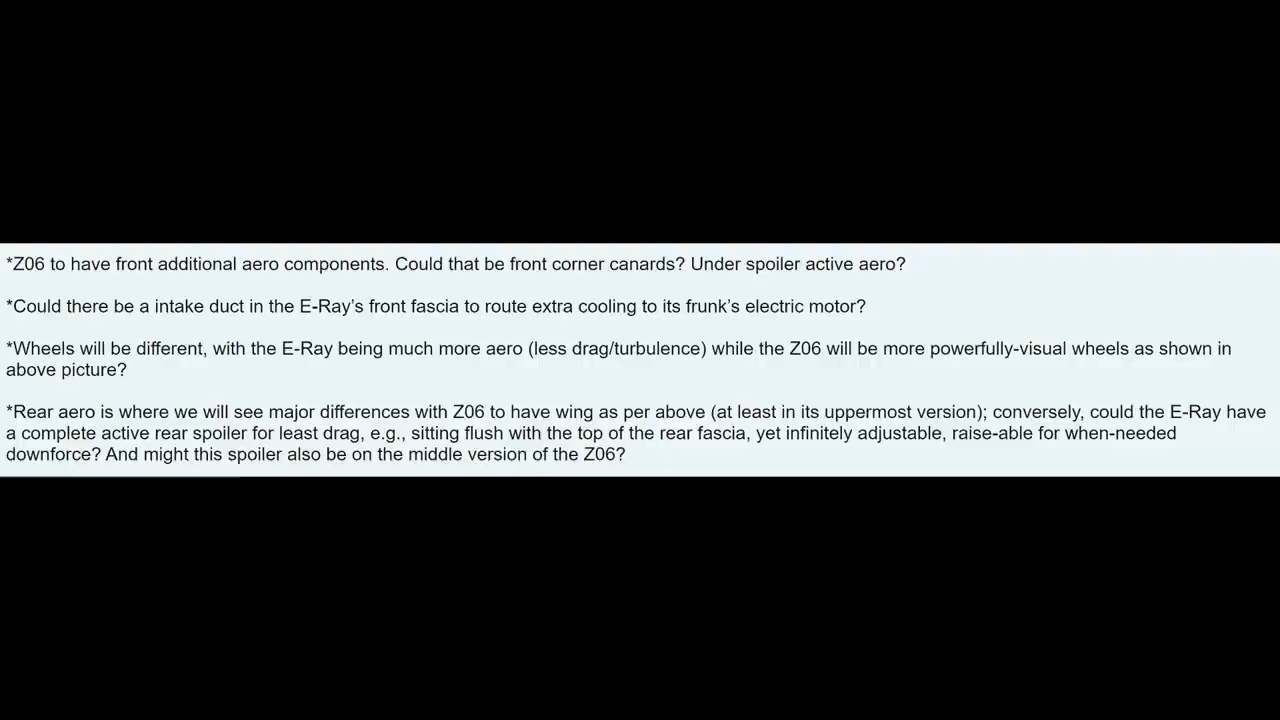 *Z06 to have front additional aero components. Could that be front corner canards? Under spoiler active aero?
*Could there be a intake duct in the E-Ray’s front fascia to route extra cooling to its frunk’s electric motor?
*Wheels will be different, with the E-Ray being much more aero (less drag/turbulence) while the Z06 will be more powerfully-visual wheels as shown in
above picture?
*Rear aero is where we will see major differences with Z06 to have wing as per above (at least in its uppermost version); conversely, could the E-Ray have
a complete active rear spoiler for least drag, e.g., sitting flush with the top of the rear fascia, yet infinitely adjustable, raise-able for when-needed
downforce? And might this spoiler also be on the middle version of the Z06?